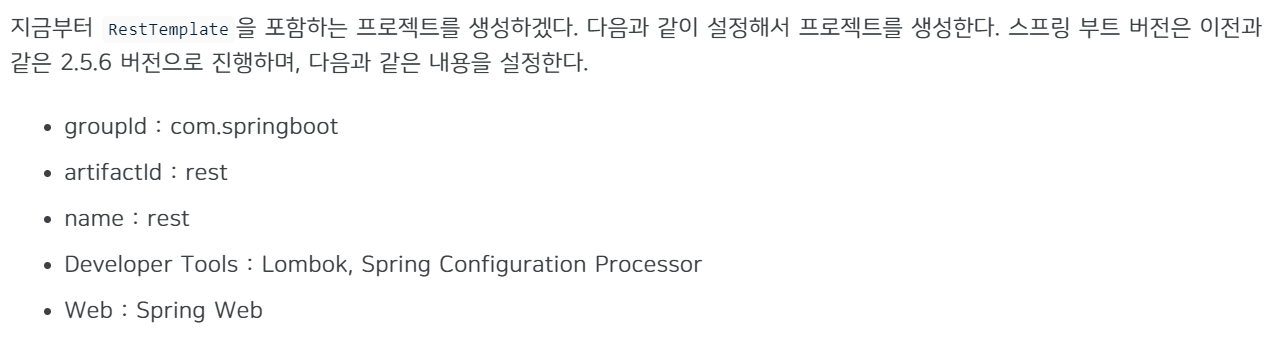 지금부터 RestTemplate 을 포함하는 프로젝트를 생성하겠다. 다음과 같이 설정해서 프로젝트를 생성한다. 스프링 부트 버전은 이전과
같은 2.5.6 버전으로 진행하며, 다음과 같은 내용을 설정한다.
• groupId : com.springboot
• artifactId : rest
• name : rest
• Developer Tools : Lombok, Spring Configuration Processor
• Web : Spring Web